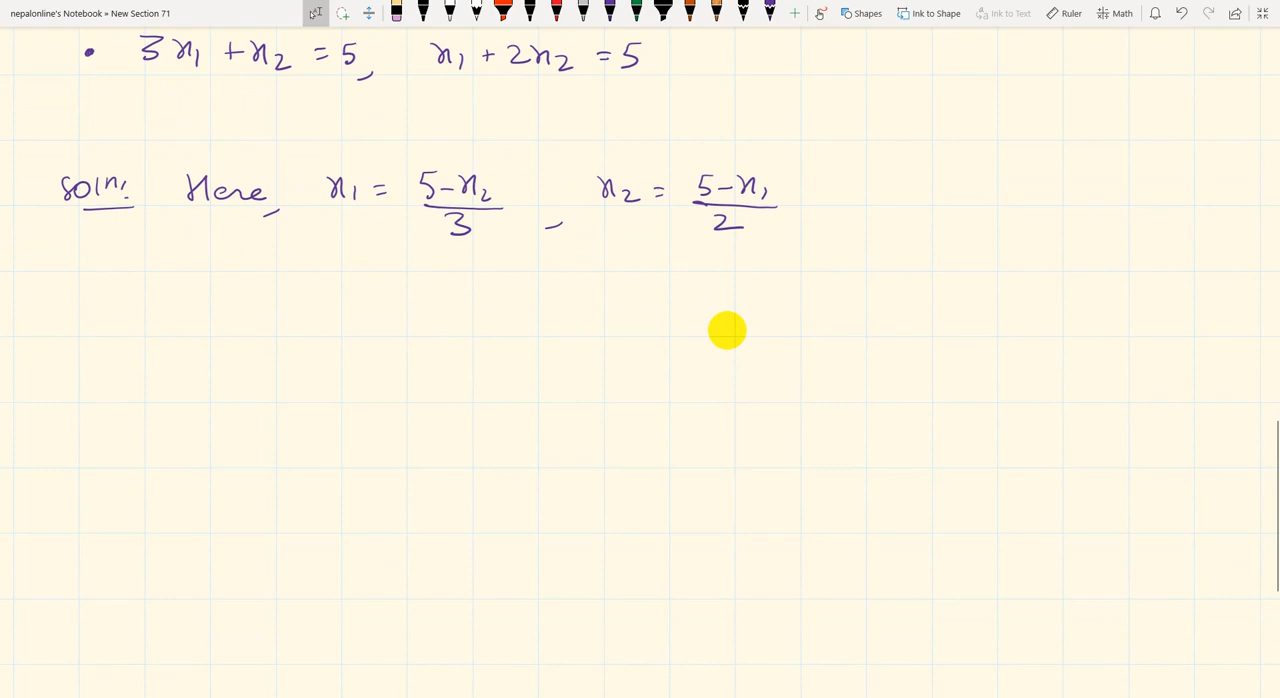 nepalonline's Notebook » New Section 71
Shapes Ink to Shape Ink to Text Ruler Math
• 3x₁ + x₂ = 5, x₁ + 2x₂ = 5
Soln: Here, x₁ = (5 - x₂)/3 , x₂ = (5 - x₁)/2